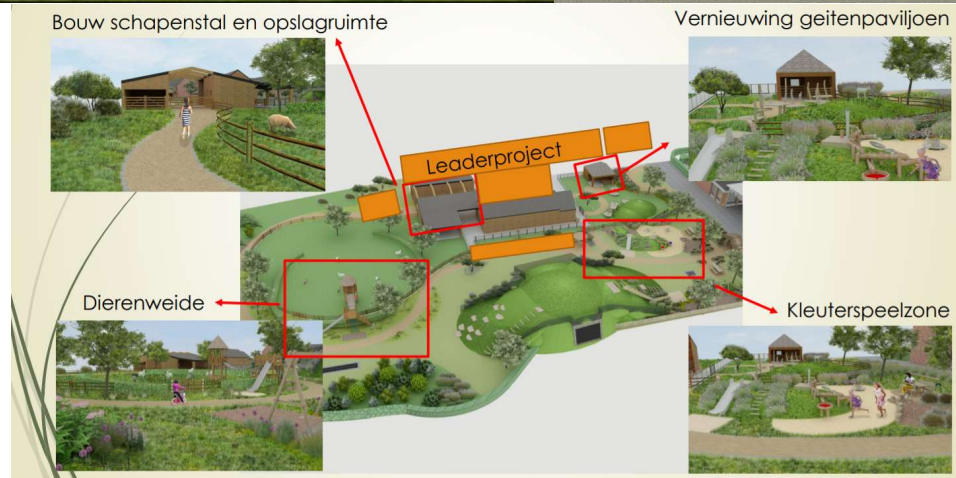 Bouw schapenstal en opslagruimte
Vernieuwing geitenpaviljoen
Leaderproject
Dierenweide
Kleuterspeelzone